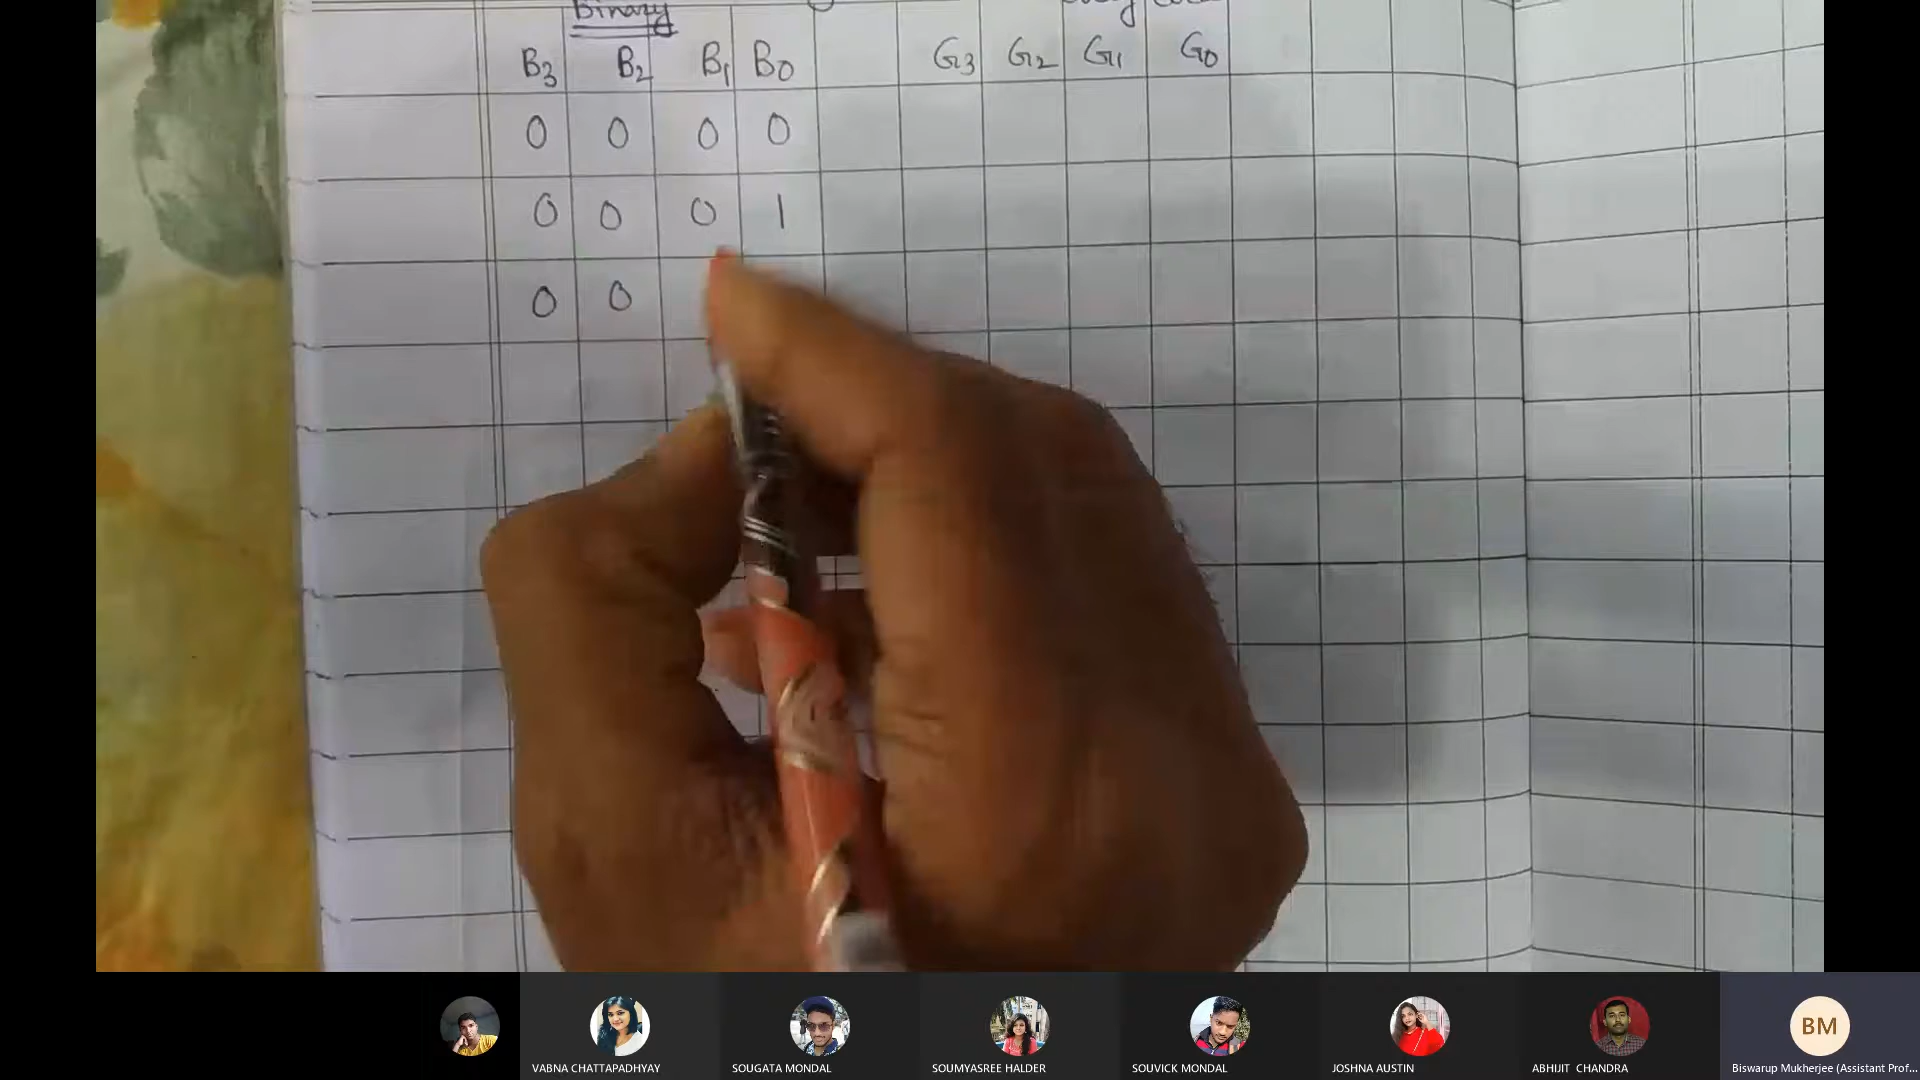 Binary
B3 B2 B1 B0 G3 G2 G1 G0
0 0 0 0
0 0 0 1
0 0
BM
VABNA CHATTAPADHYAY SOUGATA MONDAL SOUMYASREE HALDER SOUVICK MONDAL JOSHNA AUSTIN ABHIJIT CHANDRA Biswarup Mukherjee (Assistant Prof...